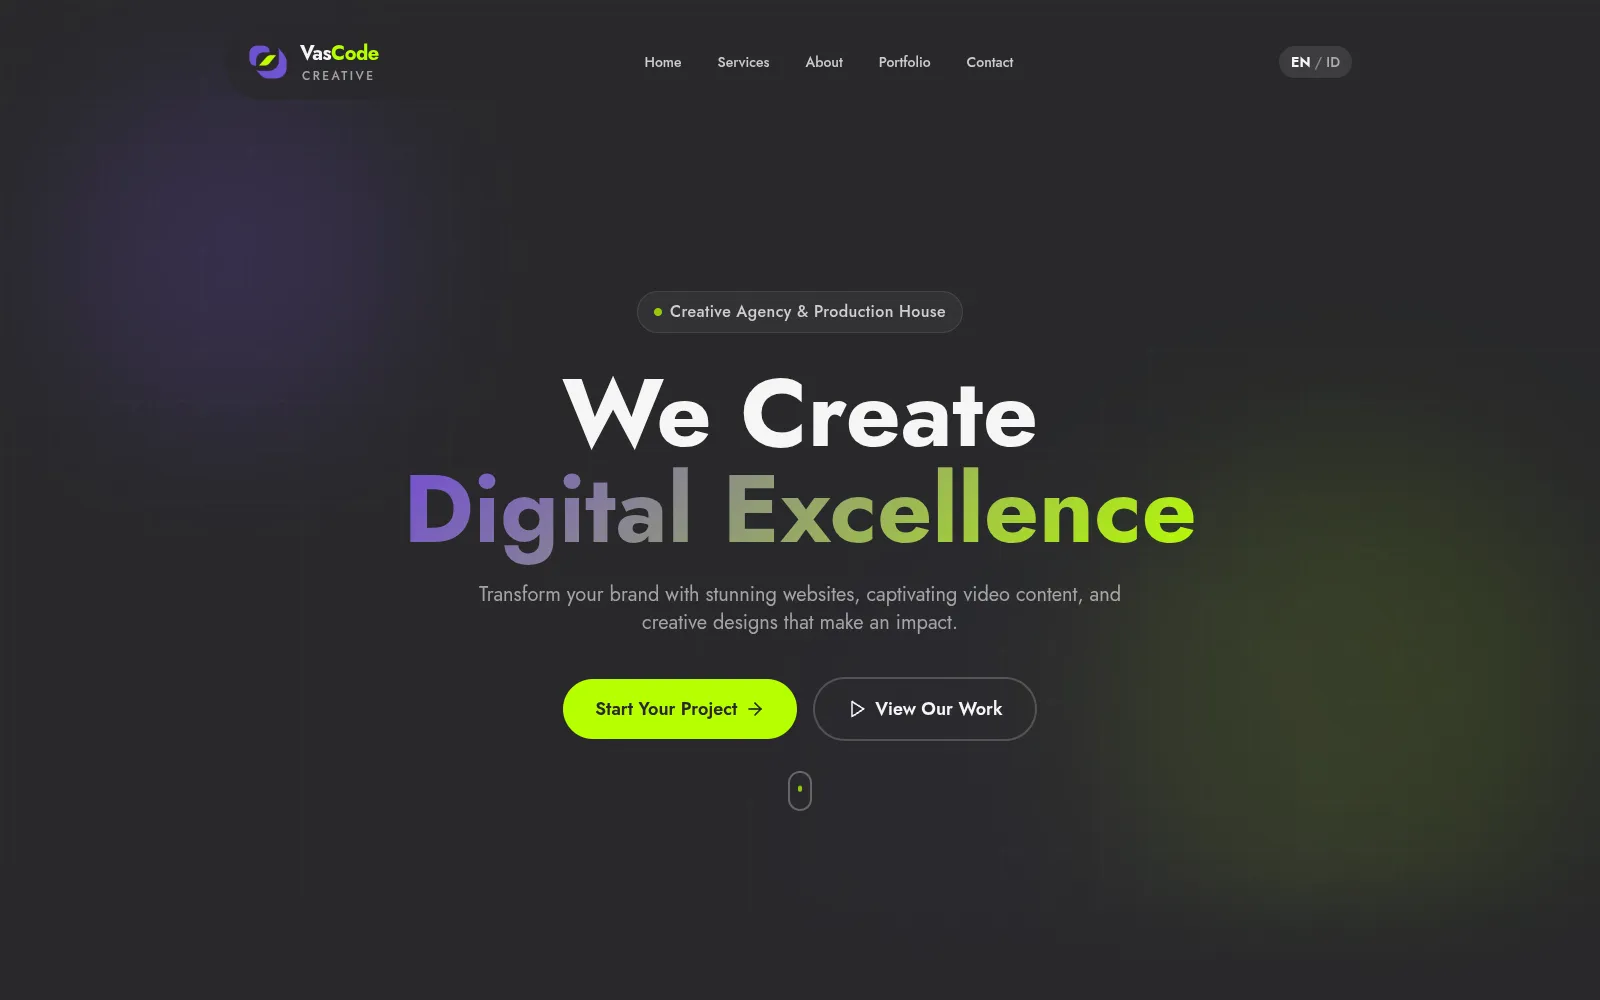 VasCode
CREATIVE
Home
Services
About
Portfolio
Contact
EN / ID
Creative Agency & Production House
We Create
Digital Excellence
Transform your brand with stunning websites, captivating video content, and
creative designs that make an impact.
Start Your Project
View Our Work